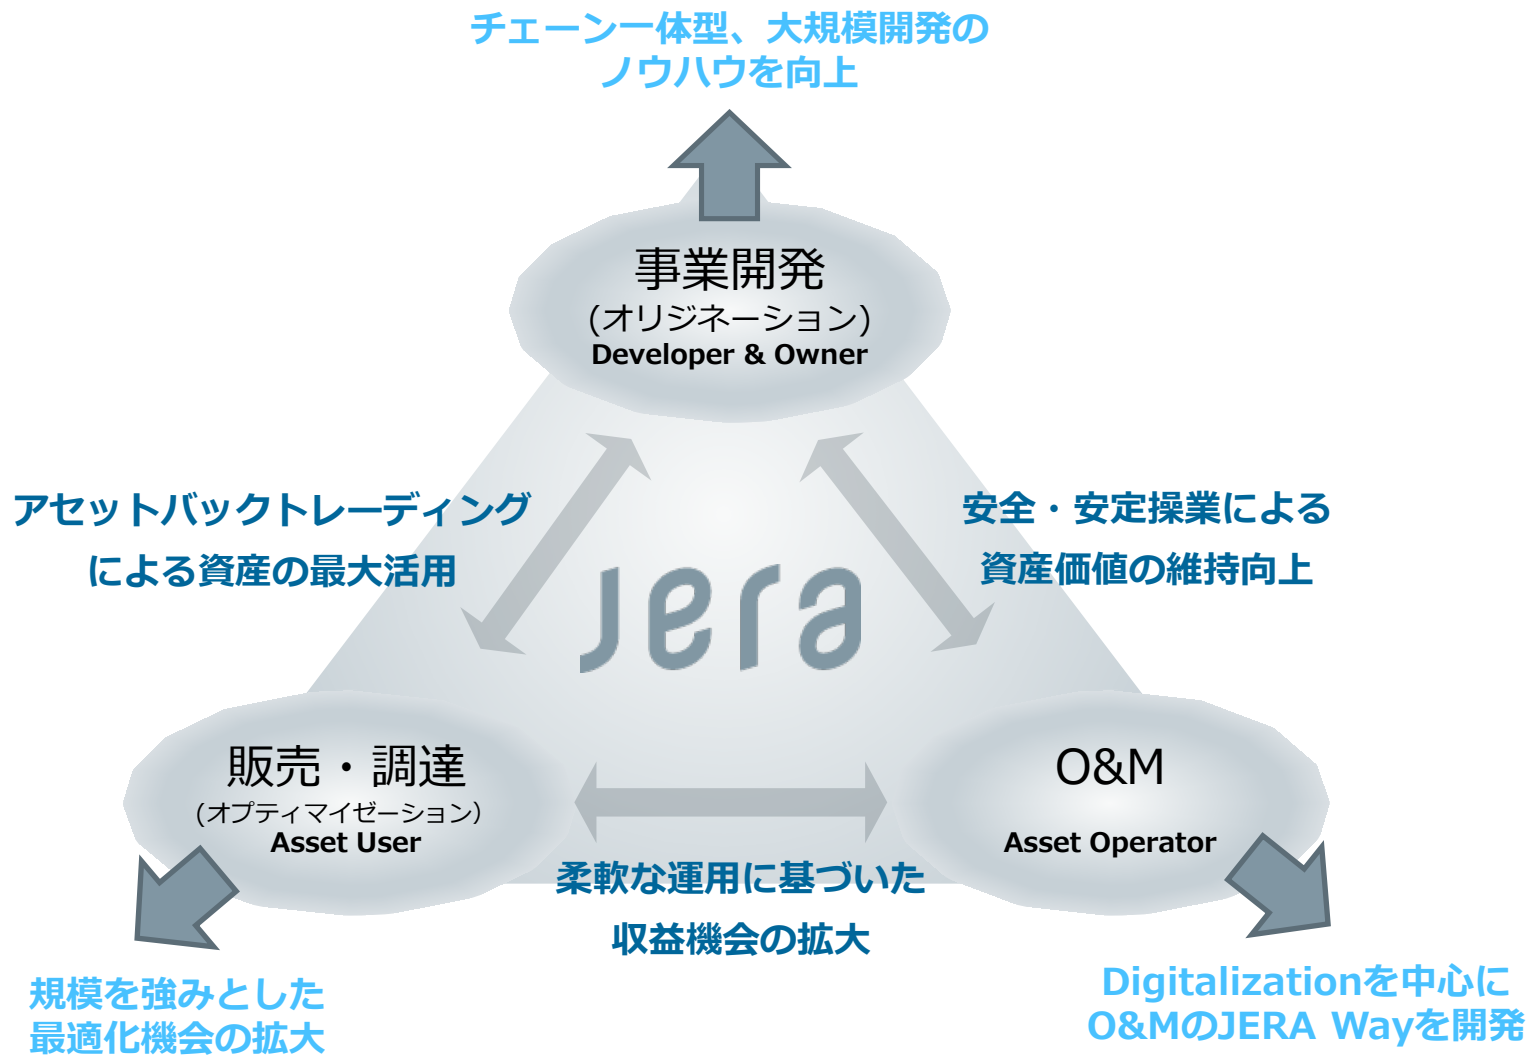 チェーン一体型、大規模開発の
ノウハウを向上
事業開発
(オリジネーション)
Developer & Owner
アセットバックトレーディング
による資産の最大活用
安全・安定操業による
資産価値の維持向上
jera
販売・調達
(オプティマイゼーション)
Asset User
O&M
Asset Operator
柔軟な運用に基づいた
収益機会の拡大
規模を強みとした
最適化機会の拡大
Digitalizationを中心に
O&MのJERA Wayを開発